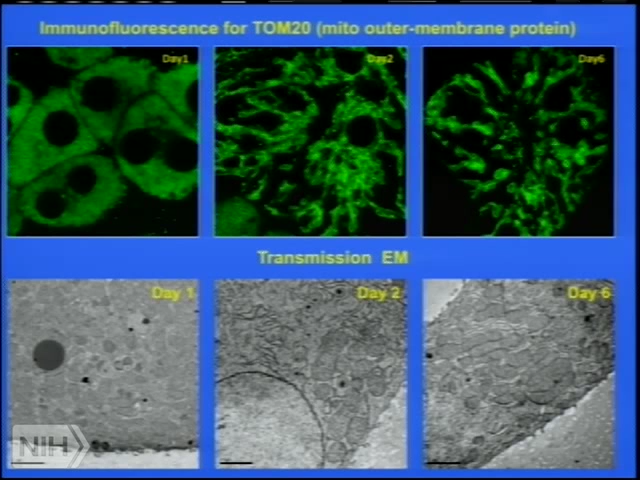 Immunofluorescence for TOM20 (mito outer-membrane protein)
Day1
Day2
Day6
Transmission EM
Day 1
Day 2
Day 6
NIH